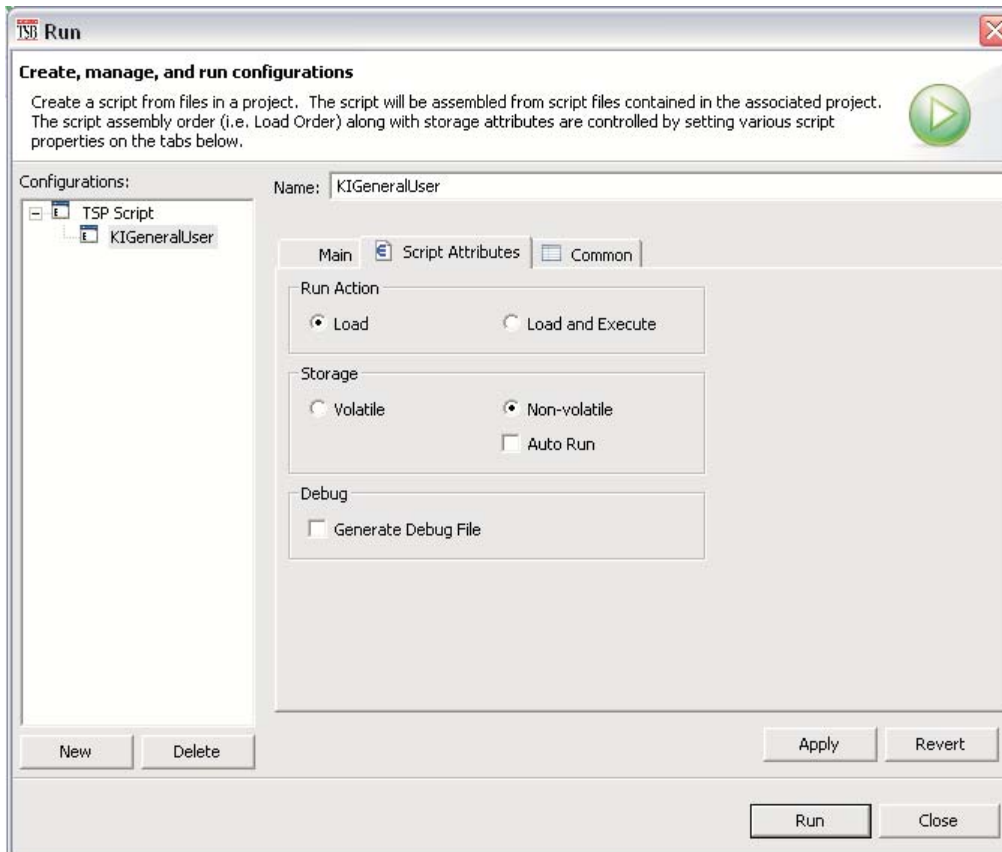 TSB Run
Create, manage, and run configurations
Create a script from files in a project. The script will be assembled from script files contained in the associated project.
The script assembly order (i.e. Load Order) along with storage attributes are controlled by setting various script
properties on the tabs below.
Configurations:
TSP Script
KIGeneralUser
Name: KIGeneralUser
Main Script Attributes Common
Run Action
Load Load and Execute
Storage
Volatile Non-volatile
Auto Run
Debug
Generate Debug File
New Delete
Apply Revert
Run Close